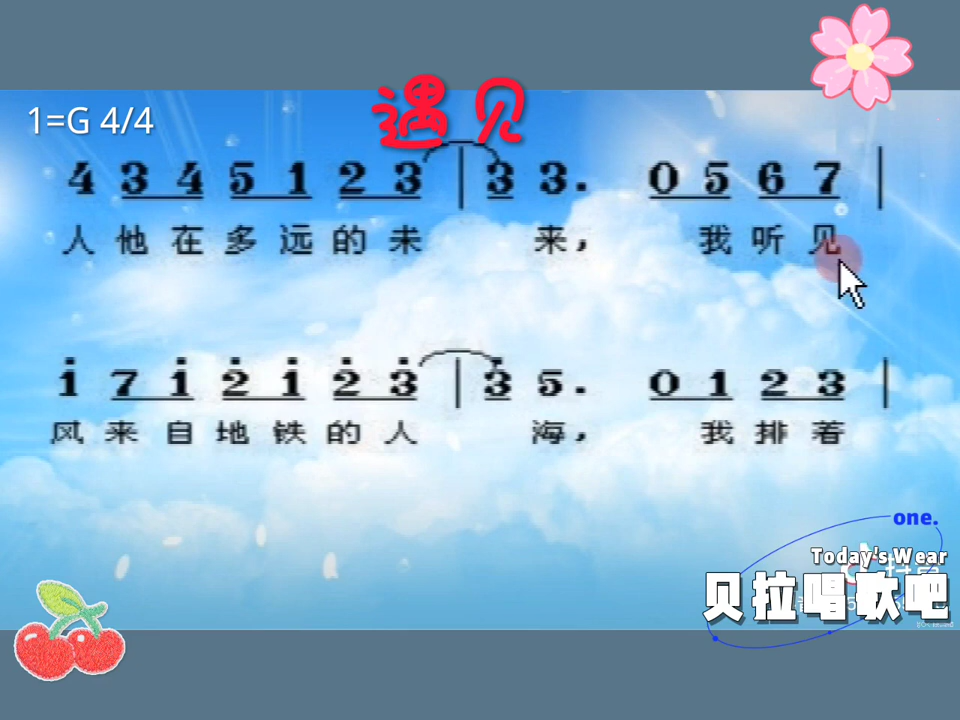 遇见
1=G 4/4
4 3 4 5 1 2 3 | 3 3. 0 5 6 7 |
人他在多远的未 来, 我听见
1̇ 7 1̇ 2̇ 1̇ 2̇ 3̇ | 3̇ 5. 0 1 2 3 |
风来自地铁的人 海, 我排着
one.
Today's Wear
贝拉唱歌吧